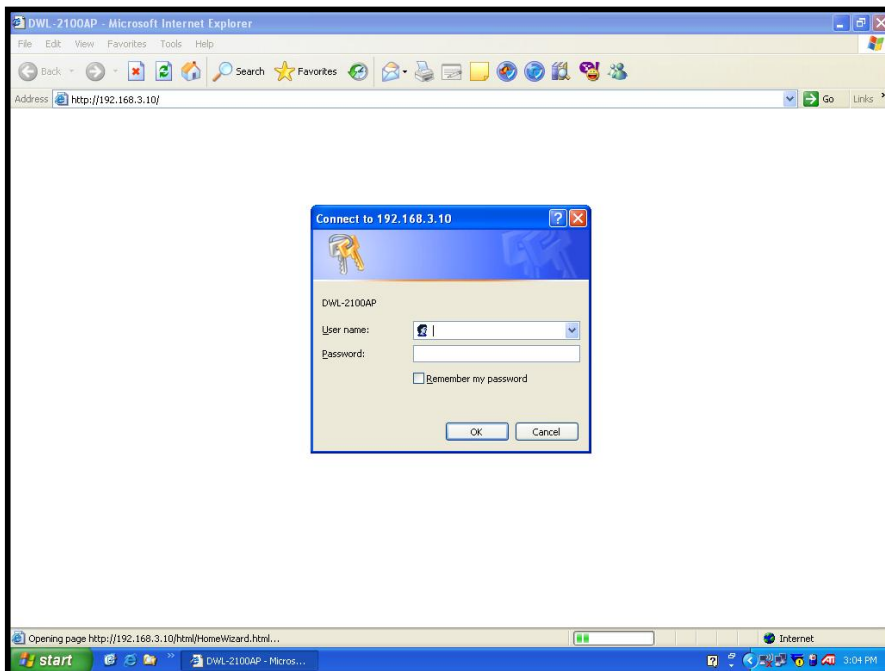 DWL-2100AP - Microsoft Internet Explorer
File Edit View Favorites Tools Help
Back Search Favorites
Address http://192.168.3.10/ Go Links »
Connect to 192.168.3.10
DWL-2100AP
User name:
Password:
Remember my password
OK Cancel
Opening page http://192.168.3.10/html/HomeWizard.html... Internet
start DWL-2100AP - Micros... 3:04 PM